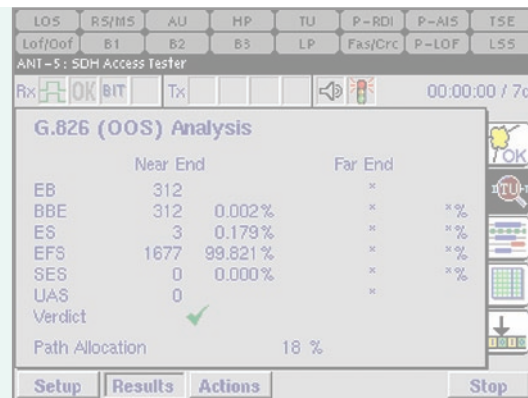 LOS RS/MS AU HP TU P-RDI P-AIS TSE
Lof/Oof B1 B2 B3 LP Fas/Crc P-LOF LSS
ANT-5 : SDH Access Tester
Rx OK BIT Tx 00:00:00 / 7d
G.826 (OOS) Analysis
Near End Far End
EB 312 *
BBE 312 0.002% * *%
ES 3 0.179% * *%
EFS 1677 99.821% * *%
SES 0 0.000% * *%
UAS 0 *
Verdict
Path Allocation 18 %
OK
ITU-T
Setup Results Actions Stop